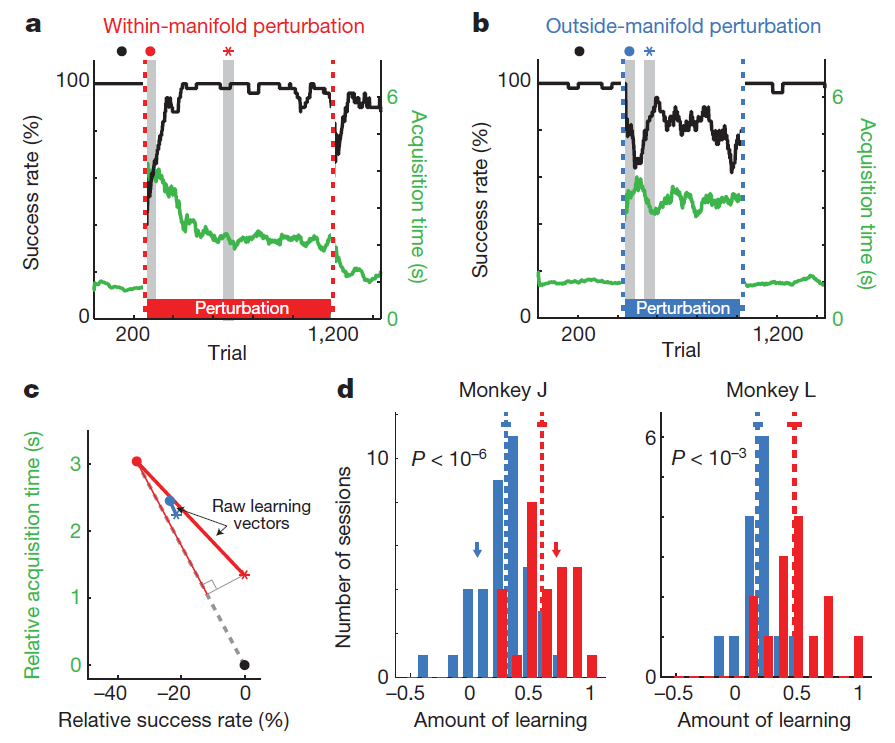 a
Within-manifold perturbation
100
0
Success rate (%)
6
0
Acquisition time (s)
Perturbation
200
1,200
Trial
b
Outside-manifold perturbation
100
0
Success rate (%)
6
0
Acquisition time (s)
Perturbation
200
1,200
Trial
c
Relative acquisition time (s)
3
2
1
0
Raw learning
vectors
−40
−20
0
Relative success rate (%)
d
Monkey J
Number of sessions
10
0
P < 10–6
−0.5
0
0.5
1
Amount of learning
Monkey L
6
0
P < 10–3
−0.5
0
0.5
1
Amount of learning